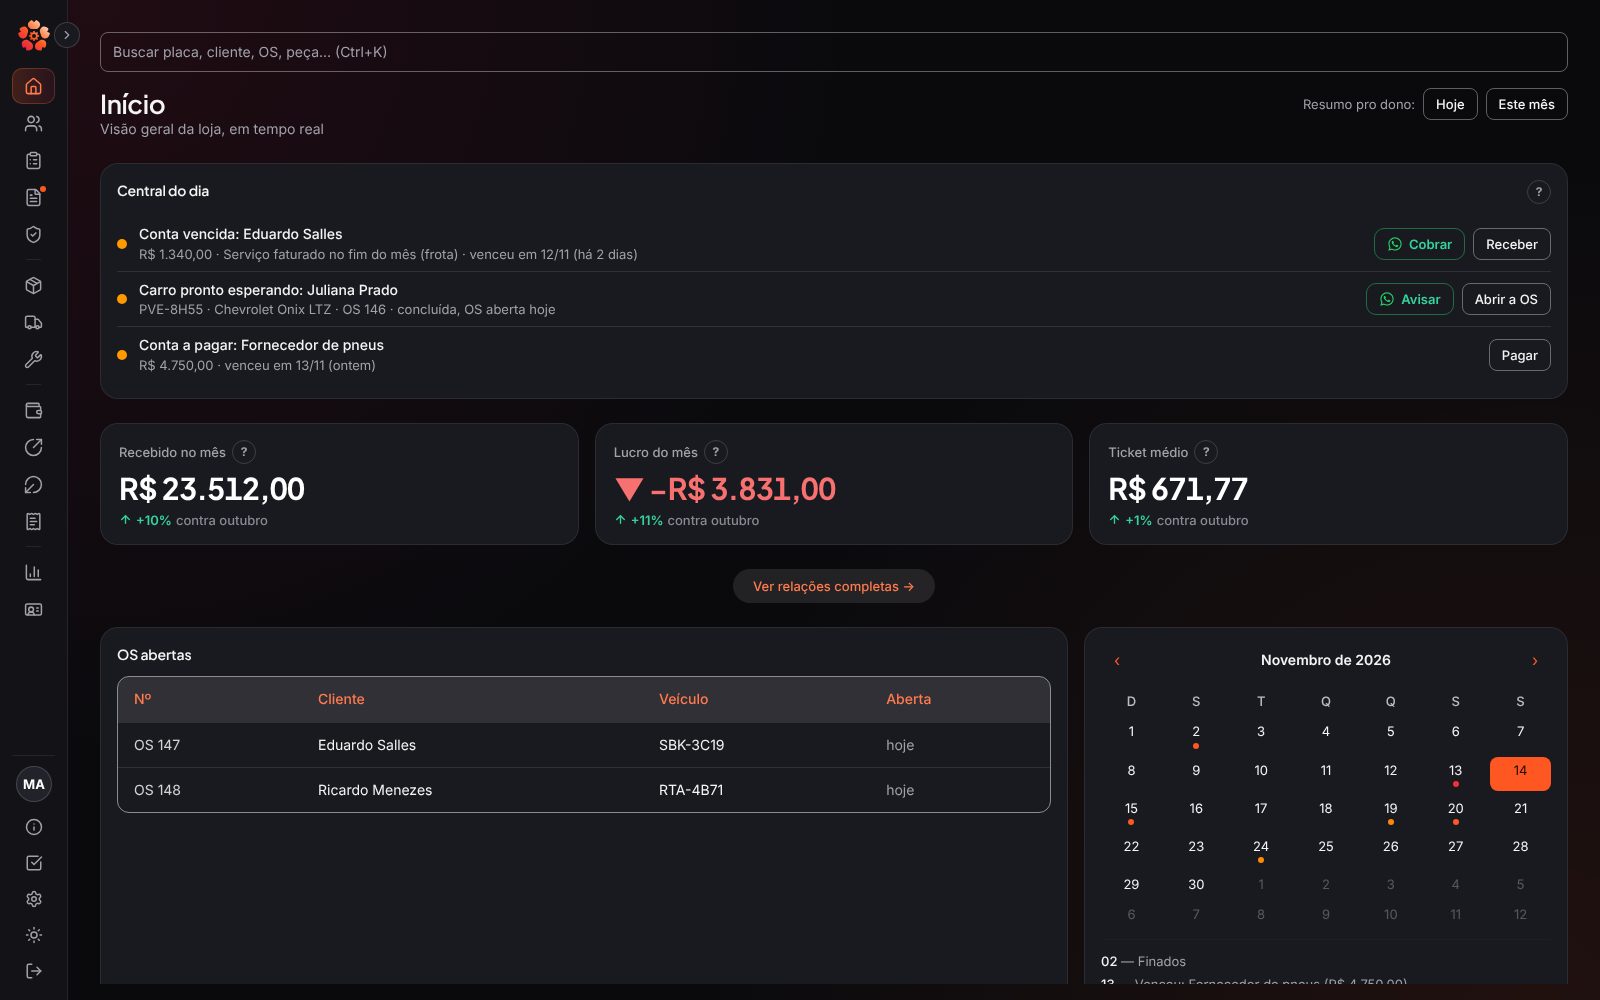 Buscar placa, cliente, OS, peça... (Ctrl+K)
Início
Visão geral da loja, em tempo real
Resumo pro dono: Hoje Este mês
Central do dia ?
Conta vencida: Eduardo Salles
R$ 1.340,00 · Serviço faturado no fim do mês (frota) · venceu em 12/11 (há 2 dias)
Cobrar Receber
Carro pronto esperando: Juliana Prado
PVE-8H55 · Chevrolet Onix LTZ · OS 146 · concluída, OS aberta hoje
Avisar Abrir a OS
Conta a pagar: Fornecedor de pneus
R$ 4.750,00 · venceu em 13/11 (ontem)
Pagar
Recebido no mês ?
R$ 23.512,00
↑ +10% contra outubro
Lucro do mês ?
▼ −R$ 3.831,00
↑ +11% contra outubro
Ticket médio ?
R$ 671,77
↑ +1% contra outubro
Ver relações completas →
OS abertas
Nº Cliente Veículo Aberta
OS 147 Eduardo Salles SBK-3C19 hoje
OS 148 Ricardo Menezes RTA-4B71 hoje
‹ Novembro de 2026 ›
D S T Q Q S S
1 2 3 4 5 6 7
8 9 10 11 12 13 14
15 16 17 18 19 20 21
22 23 24 25 26 27 28
29 30 1 2 3 4 5
6 7 8 9 10 11 12
02 — Finados
13 — Venceu: Fornecedor de pneus (R$ 4.750,00)
MA